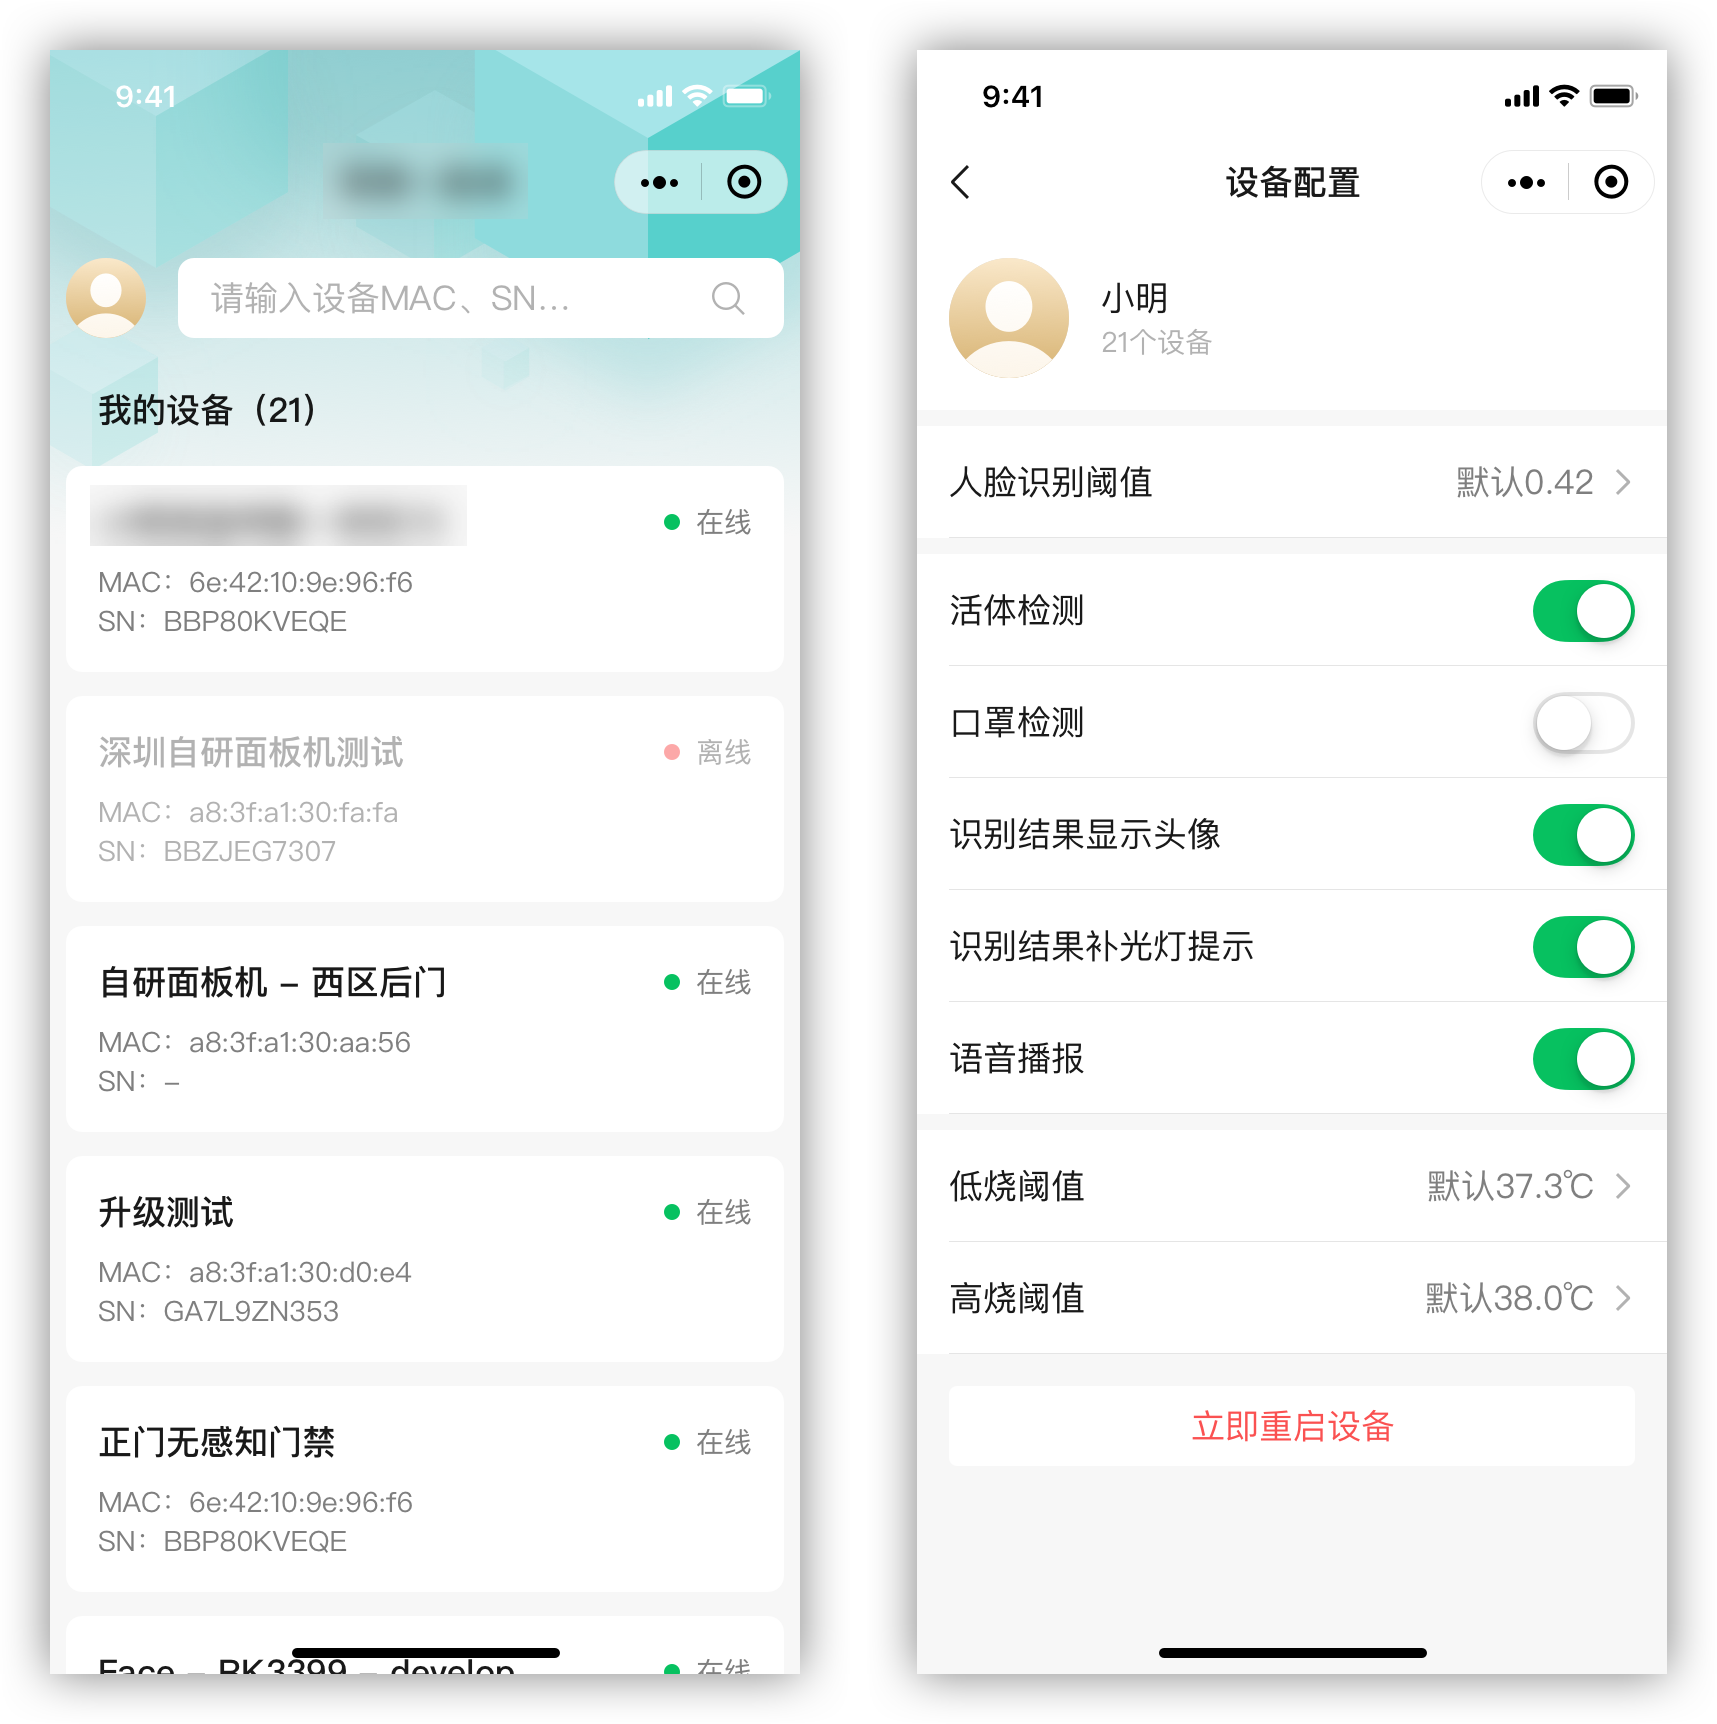 9:41
请输入设备MAC、SN...
我的设备（21）
在线
MAC：6e:42:10:9e:96:f6
SN：BBP80KVEQE
深圳自研面板机测试
离线
MAC：a8:3f:a1:30:fa:fa
SN：BBZJEG7307
自研面板机 – 西区后门
在线
MAC：a8:3f:a1:30:aa:56
SN：–
升级测试
在线
MAC：a8:3f:a1:30:d0:e4
SN：GA7L9ZN353
正门无感知门禁
在线
MAC：6e:42:10:9e:96:f6
SN：BBP80KVEQE
Face – BK3399 – develop
在线
9:41
设备配置
小明
21个设备
人脸识别阈值
默认0.42
活体检测
口罩检测
识别结果显示头像
识别结果补光灯提示
语音播报
低烧阈值
默认37.3℃
高烧阈值
默认38.0℃
立即重启设备